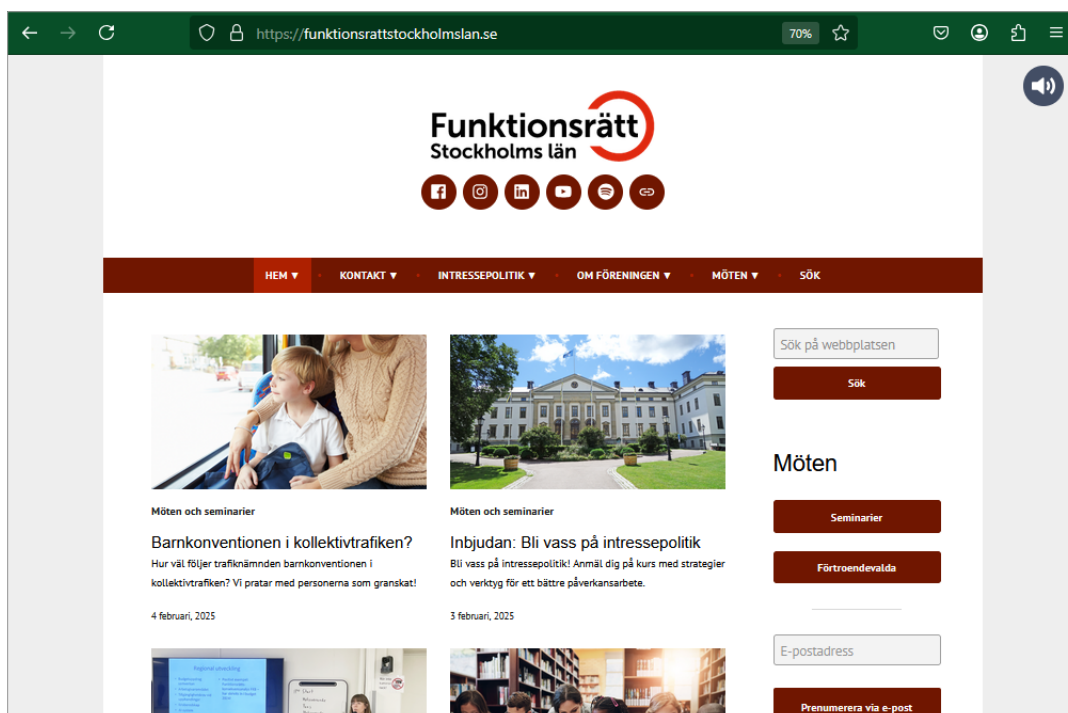 https://funktionsrattstockholmslan.se
70%
Funktionsrätt
Stockholms län
HEM ▼
KONTAKT ▼
INTRESSEPOLITIK ▼
OM FÖRENINGEN ▼
MÖTEN ▼
SÖK
Möten och seminarier
Barnkonventionen i kollektivtrafiken?
Hur väl följer trafiknämnden barnkonventionen i
kollektivtrafiken? Vi pratar med personerna som granskat!
4 februari, 2025
Möten och seminarier
Inbjudan: Bli vass på intressepolitik
Bli vass på intressepolitik! Anmäl dig på kurs med strategier
och verktyg för ett bättre påverkansarbete.
3 februari, 2025
Regional utveckling
Sök på webbplatsen
Sök
Möten
Seminarier
Förtroendevalda
E-postadress
Prenumerera via e-post